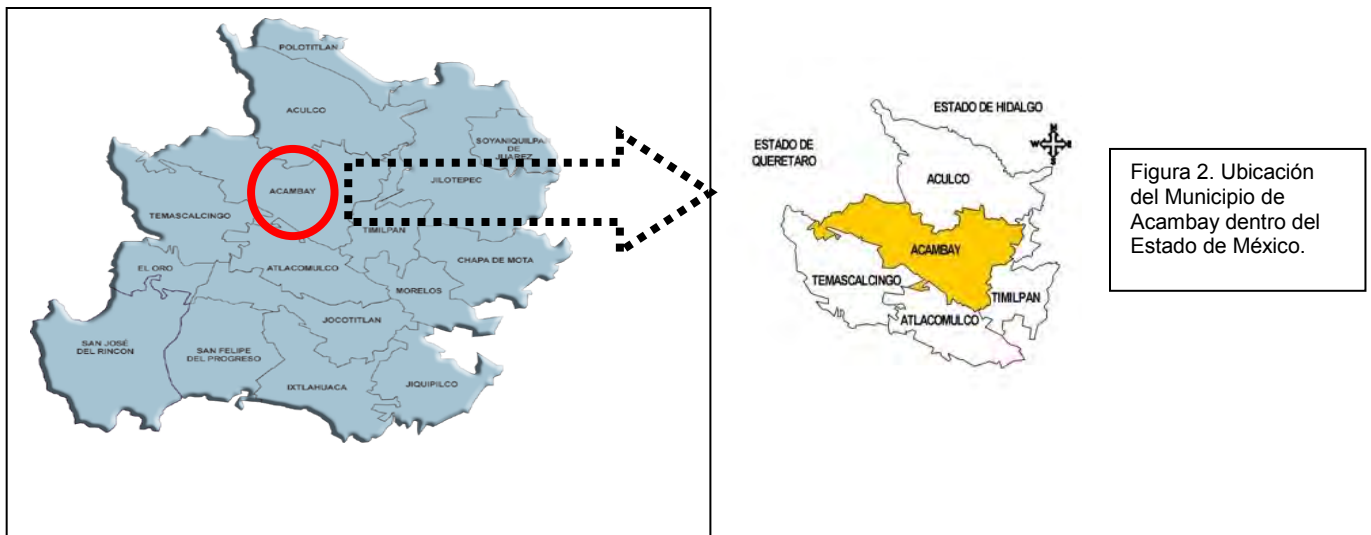 POLOTITLAN
ACULCO
SOYANIQUILPA
DE
JUAREZ
ACAMBAY
JILOTEPEC
TEMASCALCINGO
TIMILPAN
CHAPA DE MOTA
EL ORO
ATLACOMULCO
MORELOS
JOCOTITLAN
SAN JOSÉ
DEL RINCON
SAN FELIPE
DEL PROGRESO
IXTLAHUACA
JIQUIPILCO
ESTADO DE HIDALGO
ESTADO DE
QUERETARO
N
W
E
S
ACULCO
ACAMBAY
TEMASCALCINGO
TIMILPAN
ATLACOMULCO
Figura 2. Ubicación
del Municipio de
Acambay dentro del
Estado de México.